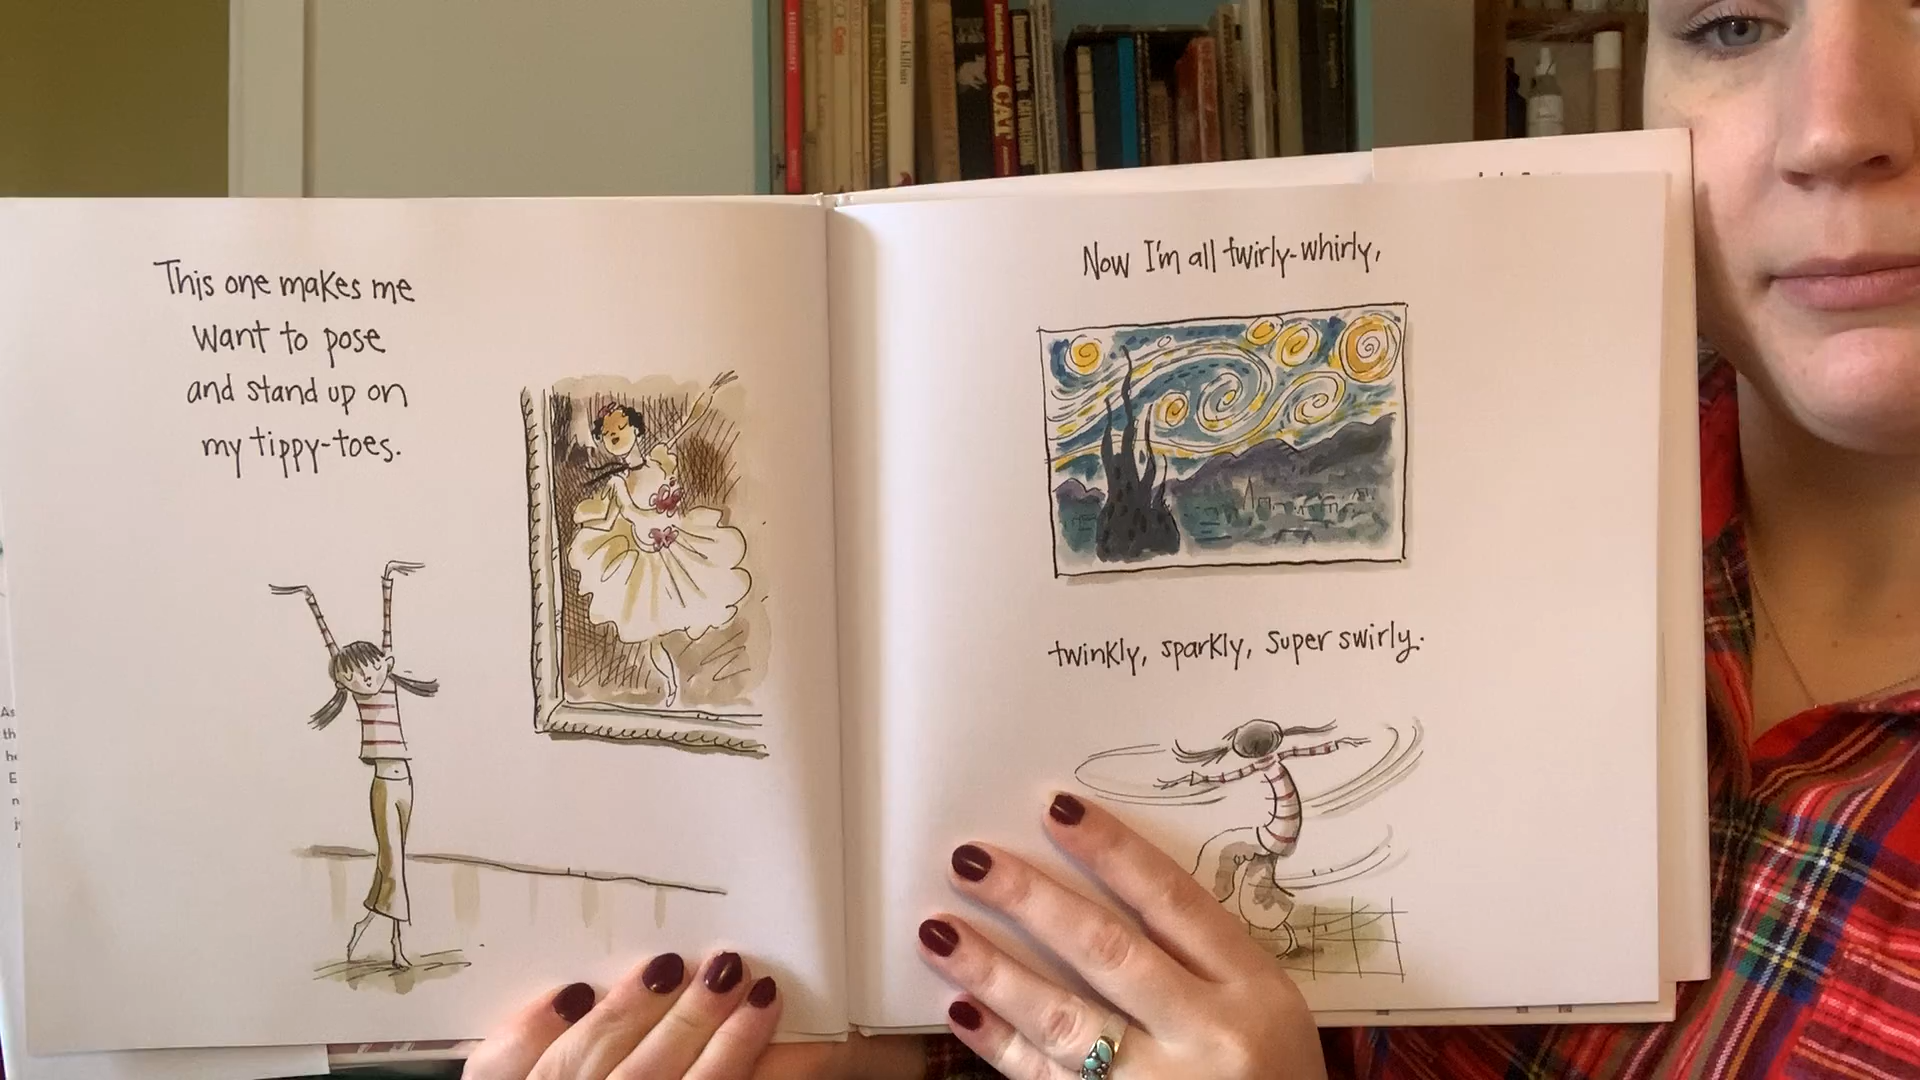 This one makes me
want to pose
and stand up on
my tippy-toes.
Now I'm all twirly-whirly,
twinkly, sparkly, super swirly.
CAT